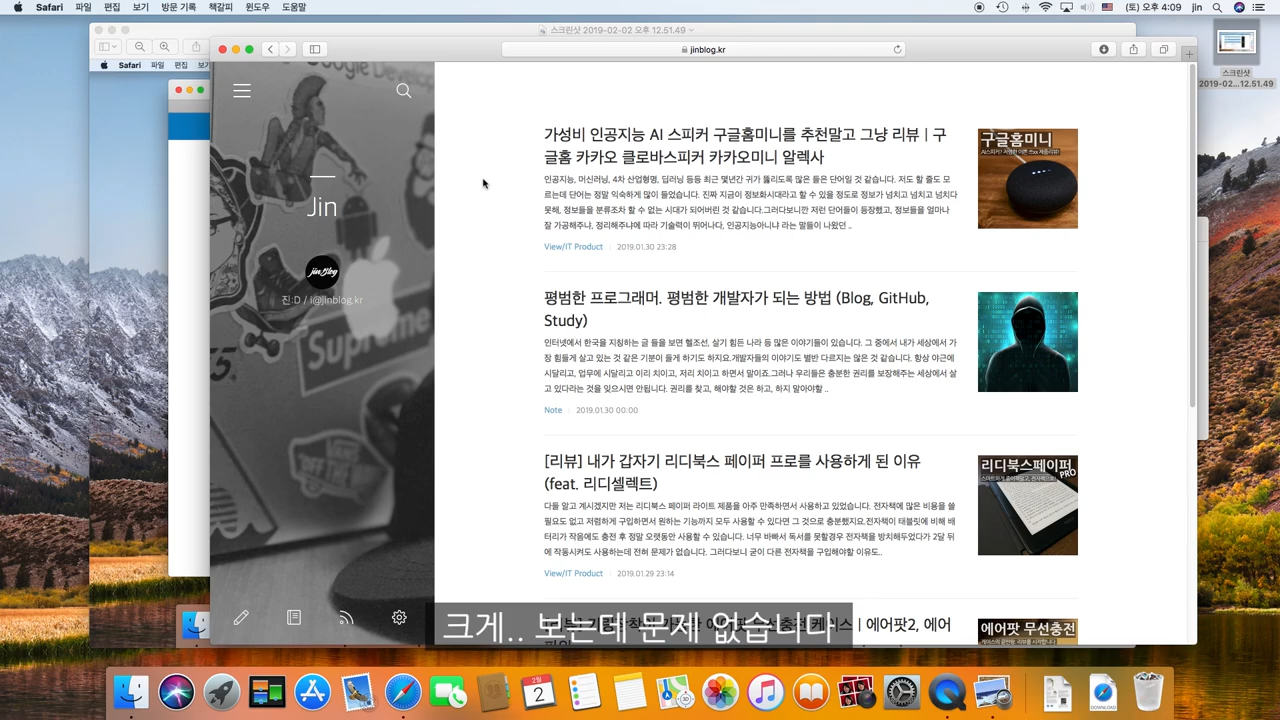 Safari 파일 편집 보기 방문 기록 책갈피 윈도우 도움말
(토) 오후 4:09 jin
스크린샷 2019-02-02 오후 12.51.49
Safari 파일 편집 보기
jinblog.kr
스크린샷
2019-02...12.51.49
Google Develop
Jin
jinBlog
진:D / i@jinblog.kr
Supreme
VANS
OFF THE WALL
가성비 인공지능 AI 스피커 구글홈미니를 추천말고 그냥 리뷰 | 구
글홈 카카오 클로바스피커 카카오미니 알렉사
인공지능, 머신러닝, 4차 산업형명, 딥러닝 등등 최근 몇년간 귀가 뚫리도록 많은 들은 단어일 것 같습니다. 저도 할 줄도 모
르는데 단어는 정말 익숙하게 많이 들었습니다. 진짜 지금이 정보화시대라고 할 수 있을 정도로 정보가 넘치고 넘치고 넘치다
못해, 정보들을 분류조차 할 수 없는 시대가 되어버린 것 같습니다.그러다보니깐 저런 단어들이 등장했고, 정보들을 얼마나
잘 가공해주냐, 정리해주냐에 따라 기술력이 뛰어나다, 인공지능아니냐 라는 말들이 나왔던 ..
View/IT Product | 2019.01.30 23:28
구글홈미니
평범한 프로그래머. 평범한 개발자가 되는 방법 (Blog, GitHub,
Study)
인터넷에서 한국을 지칭하는 글 들을 보면 헬조선, 살기 힘든 나라 등 많은 이야기들이 있습니다. 그 중에서 내가 세상에서 가
장 힘들게 살고 있는 것 같은 기분이 들게 하기도 하지요.개발자들의 이야기도 별반 다르지는 않은 것 같습니다. 항상 야근에
시달리고, 업무에 시달리고 이리 치이고, 저리 치이고 하면서 말이죠.그러나 우리들은 충분한 권리를 보장해주는 세상에서 살
고 있다라는 것을 잊으시면 안됩니다. 권리를 찾고, 해야할 것은 하고, 하지 말아야할 ..
Note | 2019.01.30 00:00
[리뷰] 내가 갑자기 리디북스 페이퍼 프로를 사용하게 된 이유
(feat. 리디셀렉트)
다들 알고 계시겠지만 저는 리디북스 페이퍼 라이트 제품을 아주 만족하면서 사용하고 있었습니다. 전자책에 많은 비용을 쓸
필요도 없고 저렴하게 구입하면서 원하는 기능까지 모두 사용할 수 있다면 그 것으로 충분했지요.전자책이 태블릿에 비해 배
터리가 작음에도 충전 후 정말 오랫동안 사용할 수 있습니다. 너무 바빠서 독서를 못할경우 전자책을 방치해두었다가 2달 뒤
에 작동시켜도 사용하는데 전혀 문제가 없습니다. 그러다보니 굳이 다른 전자책을 구입해야할 이유도..
View/IT Product | 2019.01.29 23:14
리디북스페이퍼
PRO
| 에어팟2, 에어
에어팟 무선충전
크게.. 보는데 문제 없습니다
2월
2
DOWNLOAD